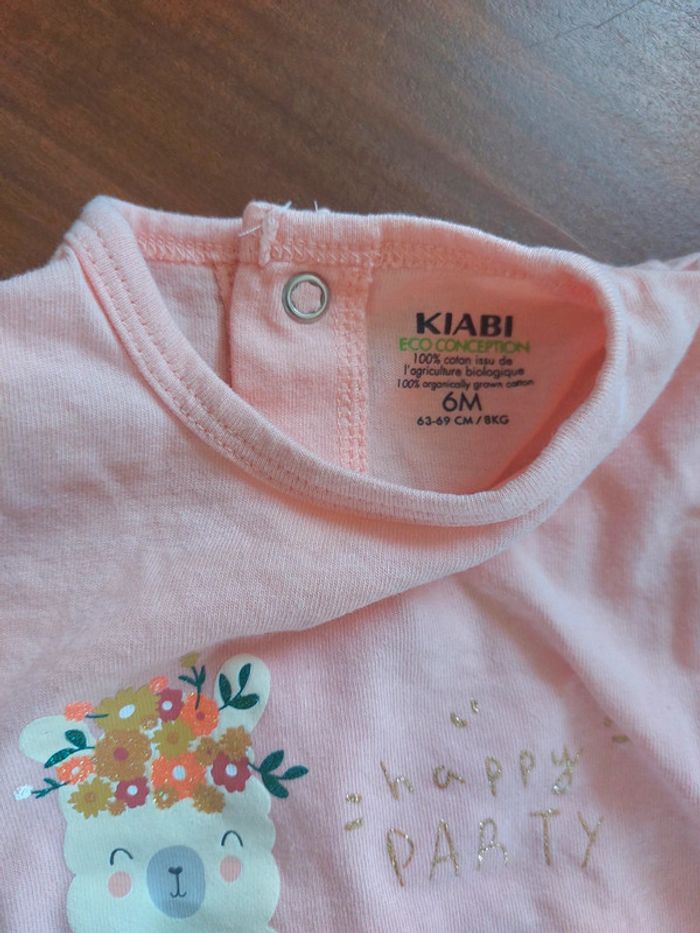 KIABI
ECO CONCEPTION
100% coton issu de
l'agriculture biologique
100% organically grown cotton
6M
63-69 CM / 8KG
happy
PARTY